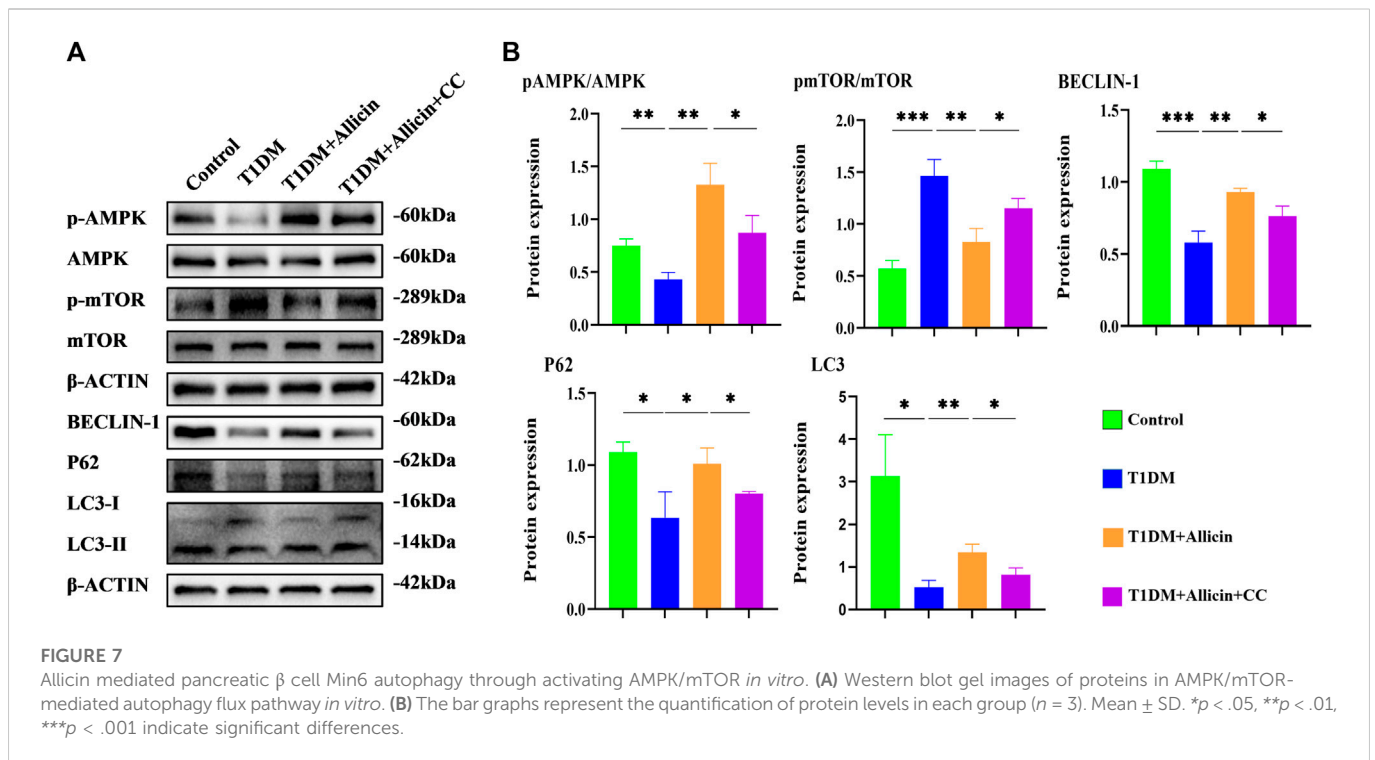 A
Control
T1DM
T1DM+Allicin
T1DM+Allicin+CC
p-AMPK
-60kDa
AMPK
-60kDa
p-mTOR
-289kDa
mTOR
-289kDa
β-ACTIN
-42kDa
BECLIN-1
-60kDa
P62
-62kDa
LC3-I
-16kDa
LC3-II
-14kDa
β-ACTIN
-42kDa
B
pAMPK/AMPK
Protein expression
2.0
1.5
1.0
0.5
0.0
** ** *
pmTOR/mTOR
Protein expression
2.0
1.5
1.0
0.5
0.0
*** ** *
BECLIN-1
Protein expression
1.5
1.0
0.5
0.0
*** ** *
P62
Protein expression
1.5
1.0
0.5
0.0
* * *
LC3
Protein expression
5
4
3
2
1
0
* ** *
Control
T1DM
T1DM+Allicin
T1DM+Allicin+CC
FIGURE 7
Allicin mediated pancreatic β cell Min6 autophagy through activating AMPK/mTOR in vitro. (A) Western blot gel images of proteins in AMPK/mTOR-
mediated autophagy flux pathway in vitro. (B) The bar graphs represent the quantification of protein levels in each group (n = 3). Mean ± SD. *p < .05, **p < .01,
***p < .001 indicate significant differences.